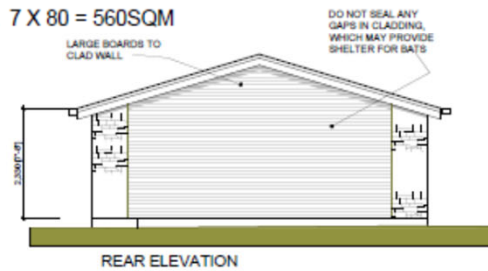 7 X 80 = 560SQM
LARGE BOARDS TO
CLAD WALL
DO NOT SEAL ANY
GAPS IN CLADDING,
WHICH MAY PROVIDE
SHELTER FOR BATS
REAR ELEVATION